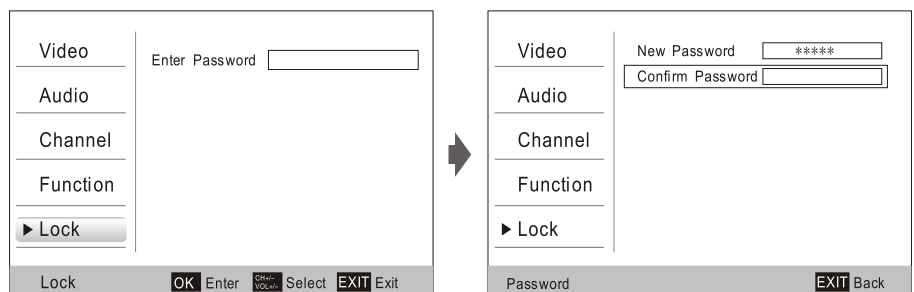 Video
Enter Password
Audio
Channel
Function
Lock
Lock OK Enter CH+/- VOL+/- Select EXIT Exit
Video
New Password *****
Confirm Password
Audio
Channel
Function
Lock
Password EXIT Back